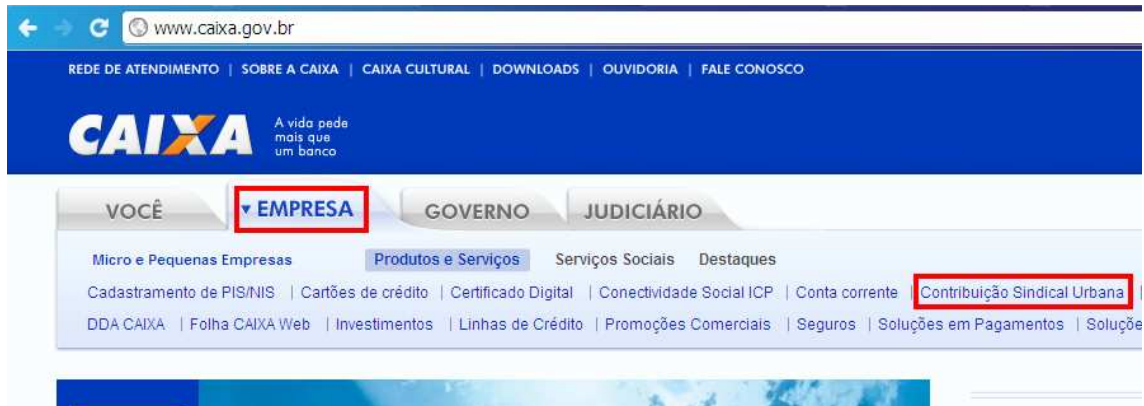 www.caixa.gov.br
REDE DE ATENDIMENTO | SOBRE A CAIXA | CAIXA CULTURAL | DOWNLOADS | OUVIDORIA | FALE CONOSCO
CAIXA
A vida pede
mais que
um banco
VOCÊ EMPRESA GOVERNO JUDICIÁRIO
Micro e Pequenas Empresas Produtos e Serviços Serviços Sociais Destaques
Cadastramento de PIS/NIS | Cartões de crédito | Certificado Digital | Conectividade Social ICP | Conta corrente | Contribuição Sindical Urbana |
DDA CAIXA | Folha CAIXA Web | Investimentos | Linhas de Crédito | Promoções Comerciais | Seguros | Soluções em Pagamentos | Soluçõe